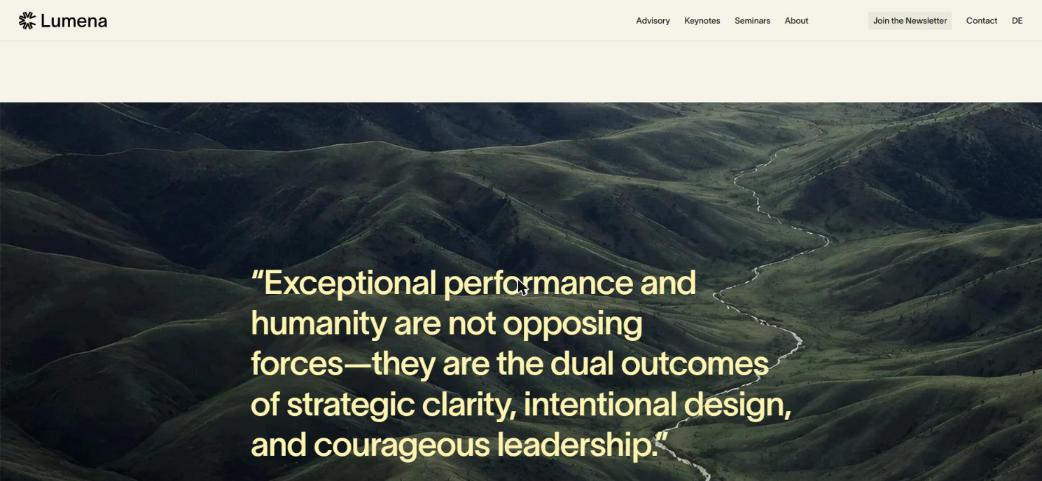 Lumena
Advisory Keynotes Seminars About Join the Newsletter Contact DE
“Exceptional performance and
humanity are not opposing
forces—they are the dual outcomes
of strategic clarity, intentional design,
and courageous leadership.”